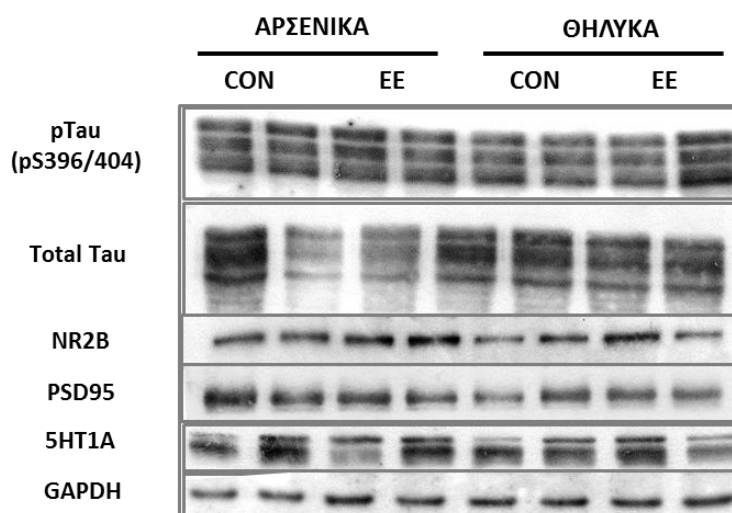 ΑΡΣΕΝΙΚΑ ΘΗΛΥΚΑ
CON EE CON EE
pTau
(pS396/404)
Total Tau
NR2B
PSD95
5HT1A
GAPDH